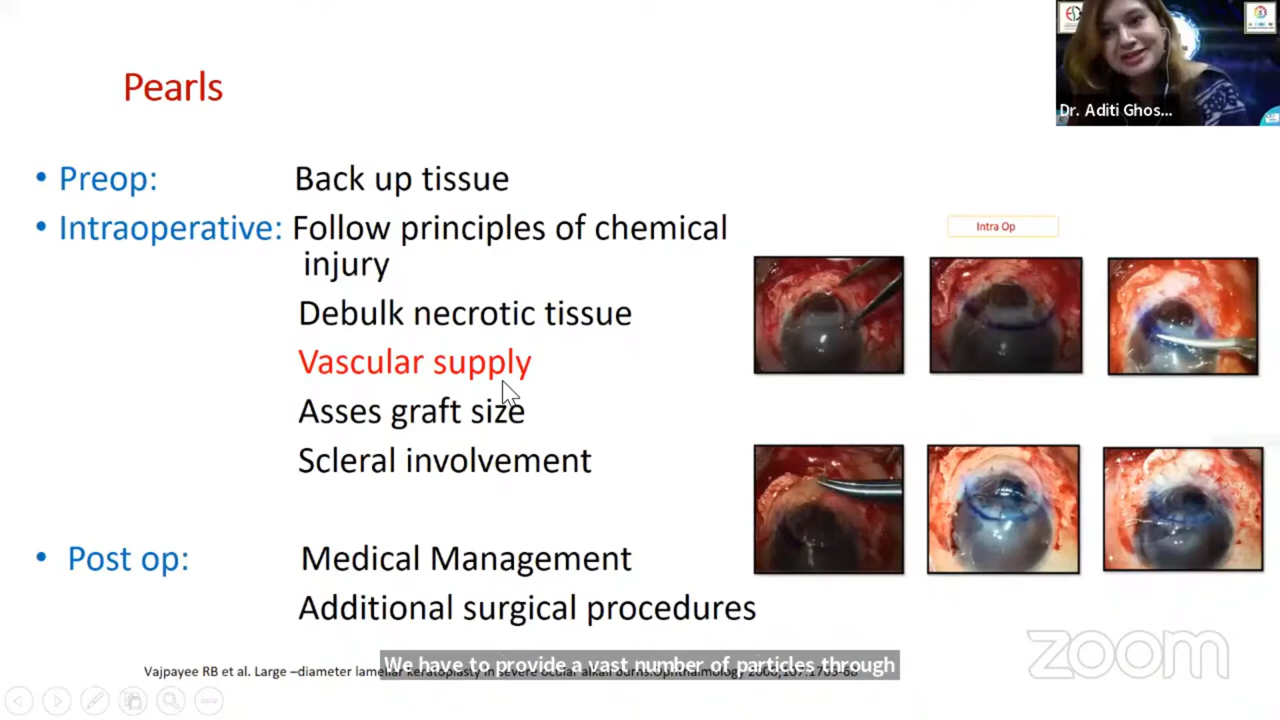 Pearls
Dr. Aditi Ghos...
• Preop: Back up tissue
• Intraoperative: Follow principles of chemical
injury
Debulk necrotic tissue
Vascular supply
Asses graft size
Scleral involvement
• Post op: Medical Management
Additional surgical procedures
Intra Op
zoom
Vajpayee RB et al. Large –diameter lamellar keratoplasty in severe ocular alkali burns.Ophthalmology
We have to provide a vast number of particles through